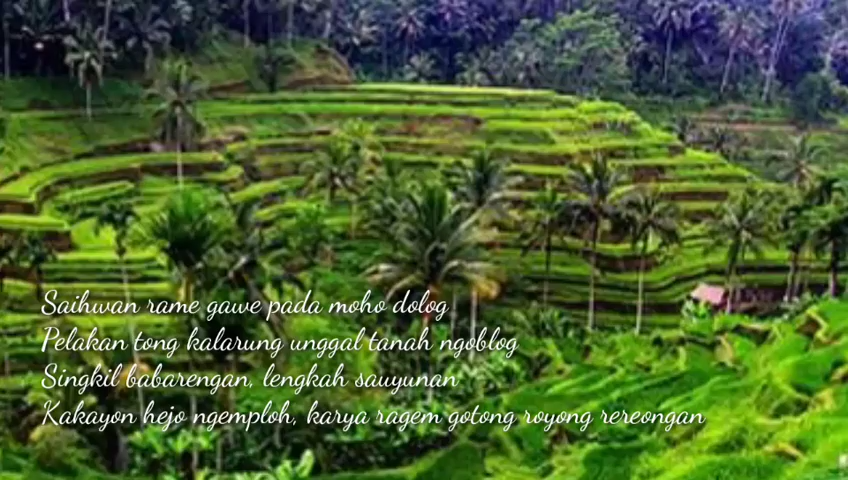 Saihwan rame gawe pada moho dolog
Pelakan tong kalarung unggal tanah ngoblog
Singkil babarengan, lengkah sauyunan
Kakayon hejo ngemploh, karya ragem gotong royong rereongan